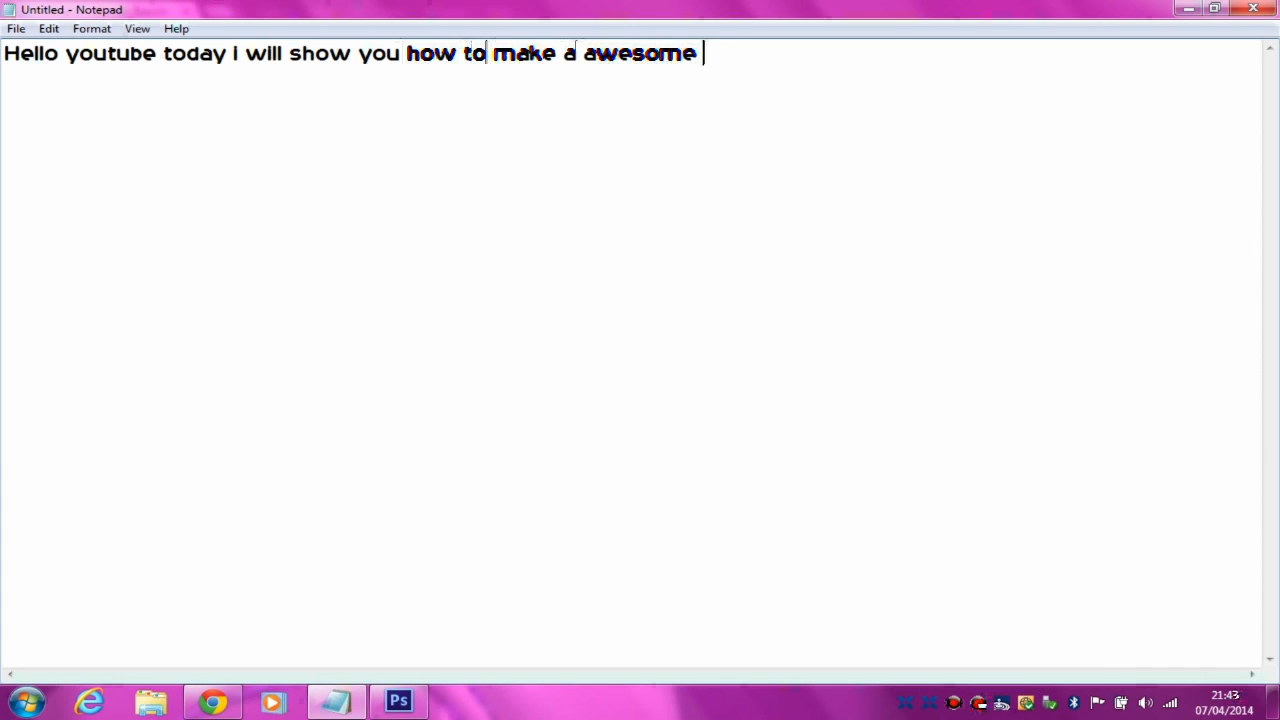 Untitled - Notepad
File Edit Format View Help
Hello youtube today i will show you how to make a awesome
Ps
21:43
07/04/2014